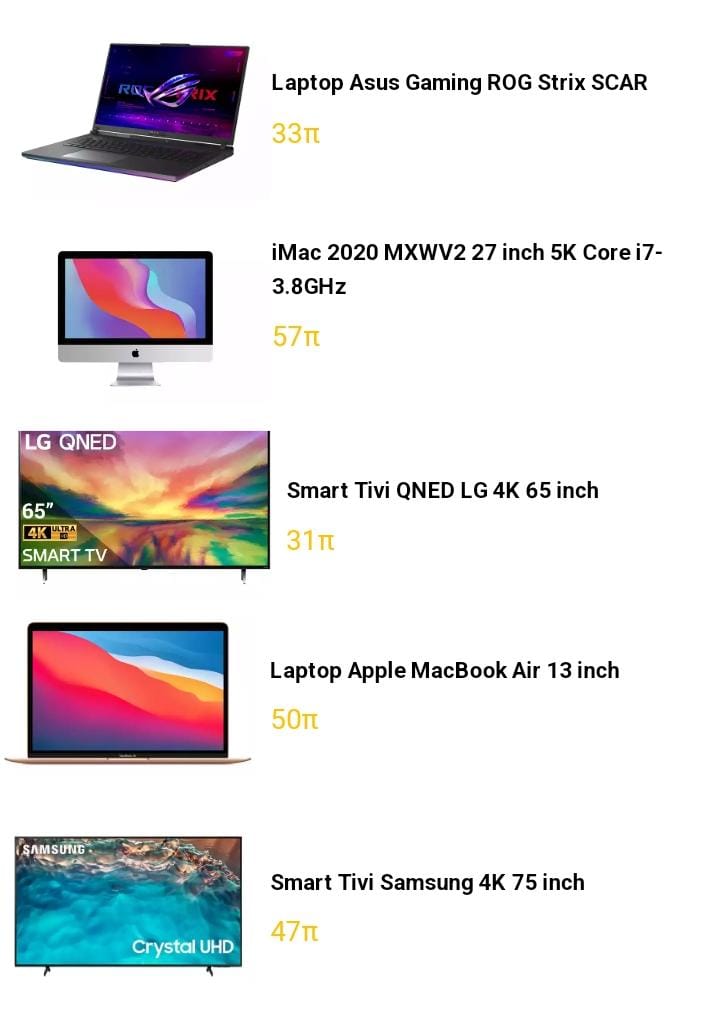 ROG STRIX
Laptop Asus Gaming ROG Strix SCAR
33π
iMac 2020 MXWV2 27 inch 5K Core i7-
3.8GHz
57π
LG QNED
65”
4K ULTRA HD
SMART TV
Smart Tivi QNED LG 4K 65 inch
31π
Laptop Apple MacBook Air 13 inch
50π
SAMSUNG
Crystal UHD
Smart Tivi Samsung 4K 75 inch
47π